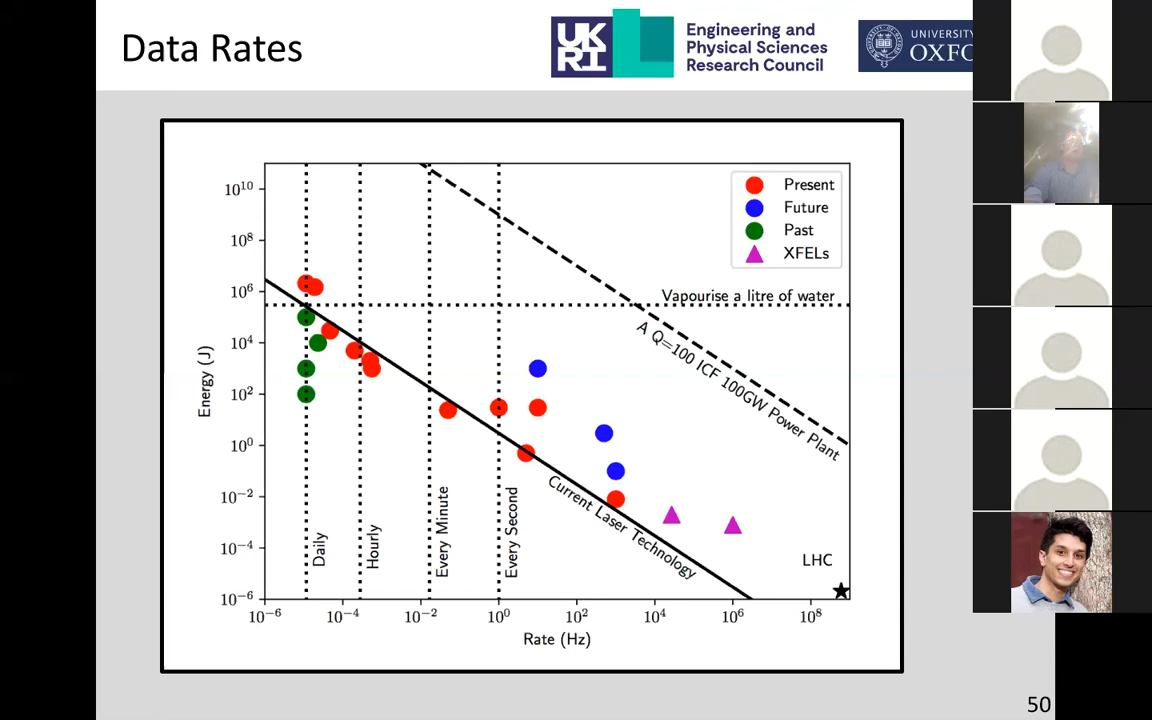 Data Rates
UK
RI
Engineering and
Physical Sciences
Research Council
UNIVERSITY
OXFO
Present
Future
Past
XFELs
Vapourise a litre of water
A Q=100 ICF 100GW Power Plant
Current Laser Technology
LHC
Daily
Hourly
Every Minute
Every Second
Energy (J)
10^10
10^8
10^6
10^4
10^2
10^0
10^−2
10^−4
10^−6
10^−6 10^−4 10^−2 10^0 10^2 10^4 10^6 10^8
Rate (Hz)
50